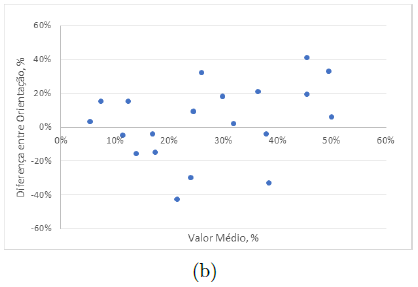 60%
40%
20%
0%
0% 10% 20% 30% 40% 50% 60%
-20%
-40%
-60%
Diferença entre Orientação, %
Valor Médio, %
(b)